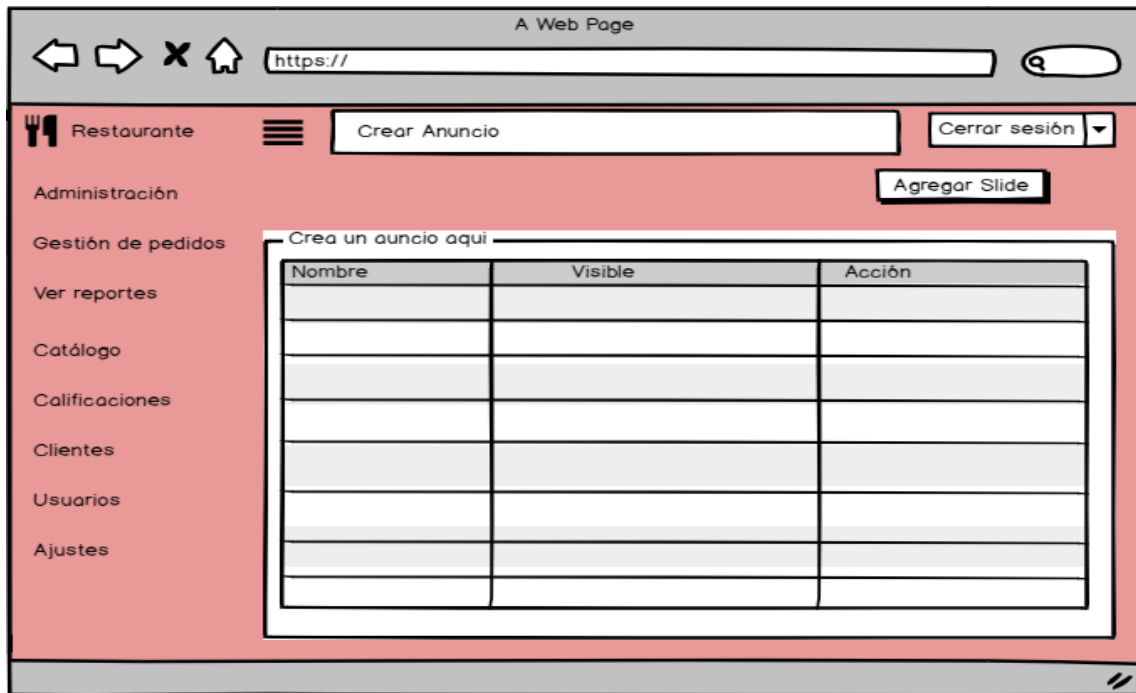 A Web Page
https://
Restaurante
Crear Anuncio
Cerrar sesión
Agregar Slide
Administración
Gestión de pedidos
Ver reportes
Catálogo
Calificaciones
Clientes
Usuarios
Ajustes
Crea un auncio aqui
Nombre Visible Acción